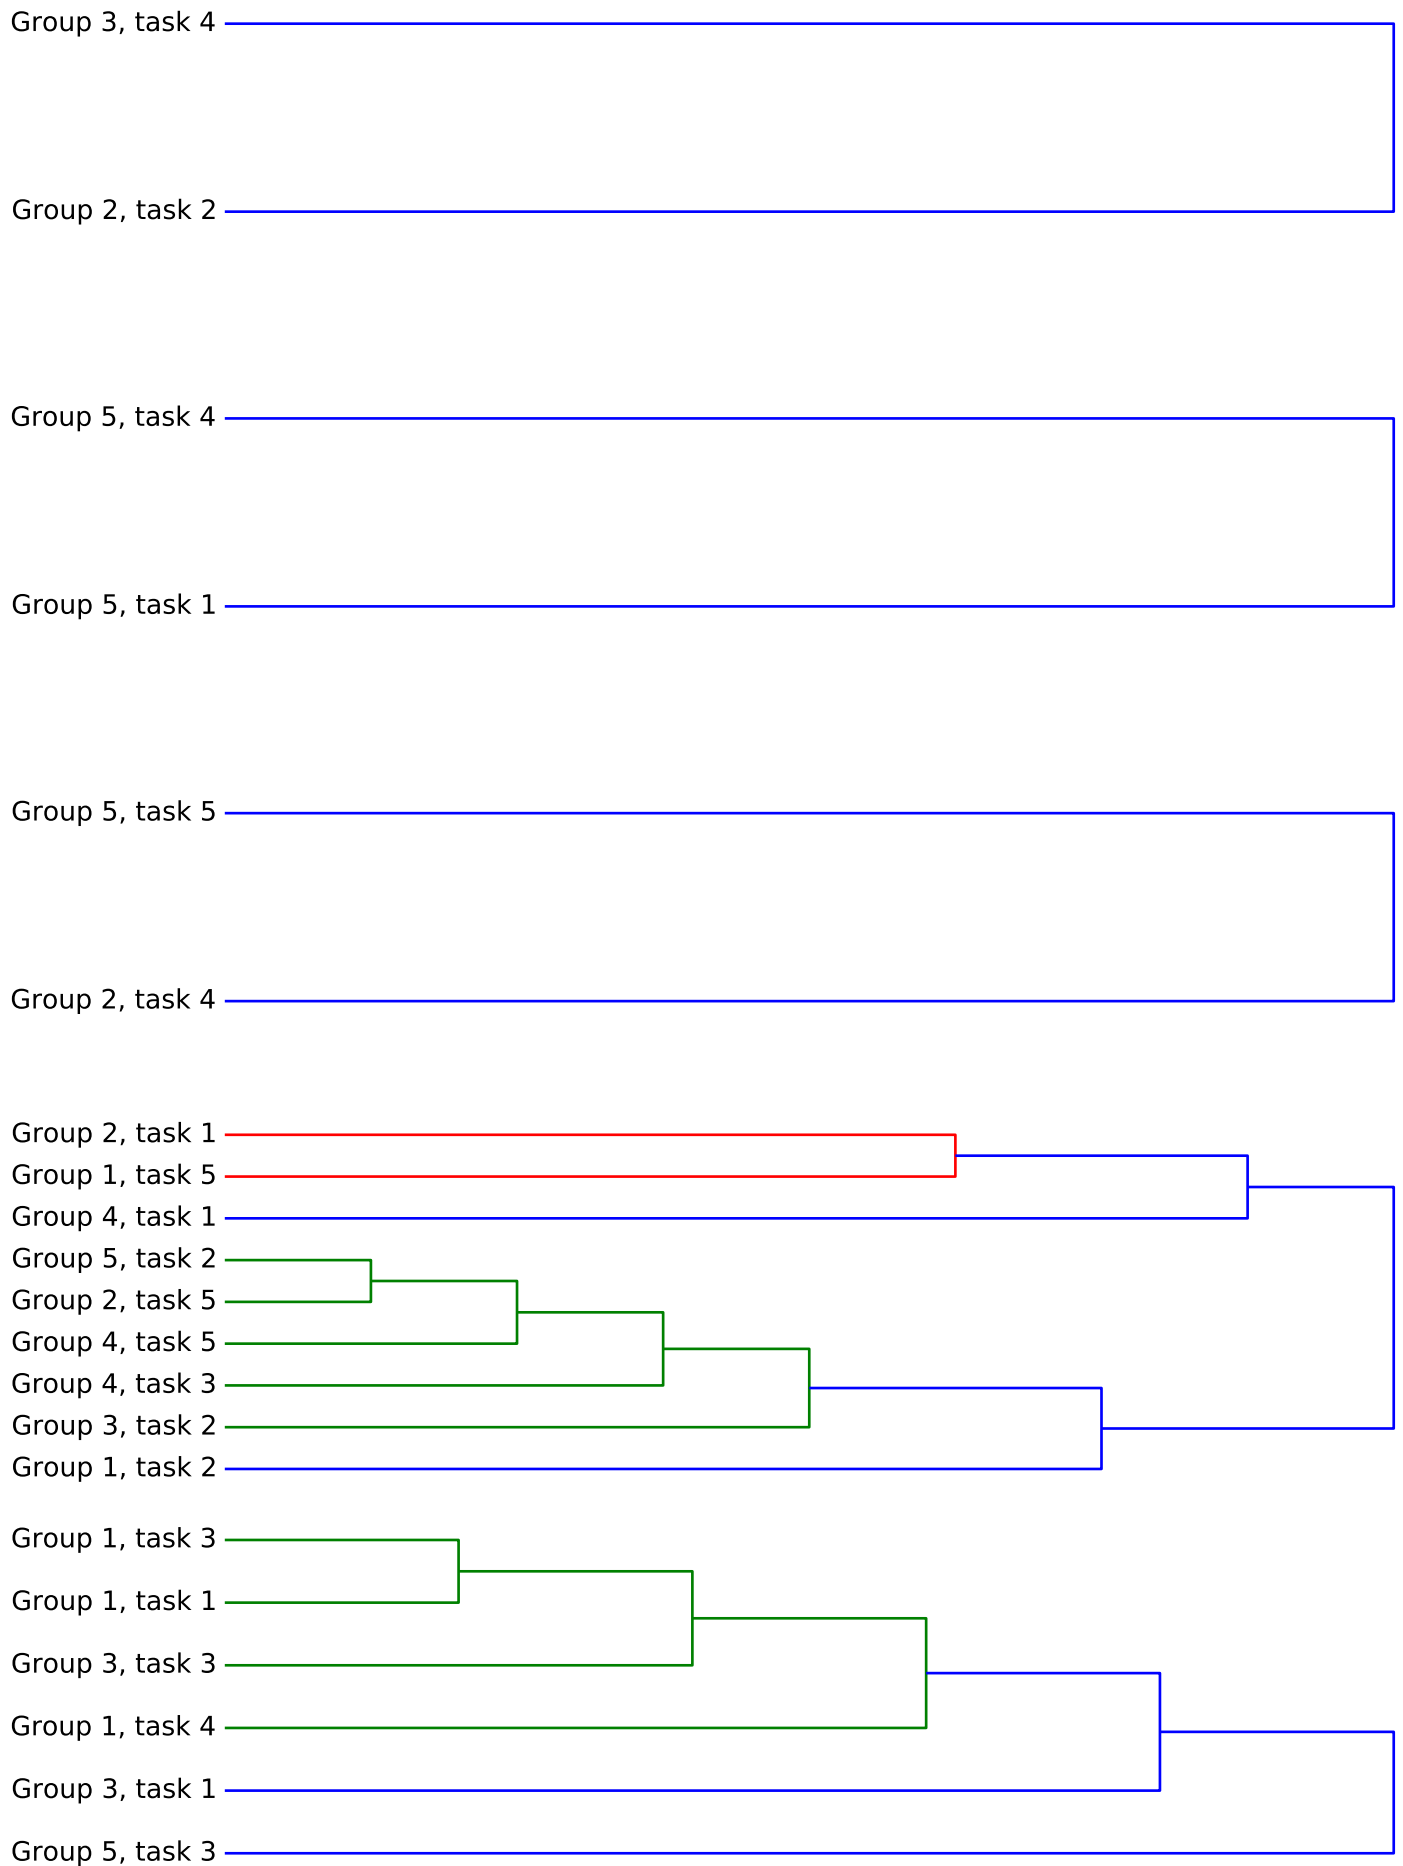 Group 3, task 4
Group 2, task 2
Group 5, task 4
Group 5, task 1
Group 5, task 5
Group 2, task 4
Group 2, task 1
Group 1, task 5
Group 4, task 1
Group 5, task 2
Group 2, task 5
Group 4, task 5
Group 4, task 3
Group 3, task 2
Group 1, task 2
Group 1, task 3
Group 1, task 1
Group 3, task 3
Group 1, task 4
Group 3, task 1
Group 5, task 3